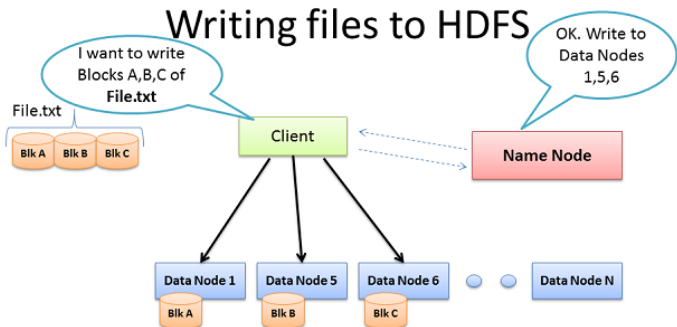 Writing files to HDFS
I want to write
Blocks A,B,C of
File.txt
OK. Write to
Data Nodes
1,5,6
File.txt
Blk A
Blk B
Blk C
Client
Name Node
Data Node 1
Data Node 5
Data Node 6
Data Node N
Blk A
Blk B
Blk C